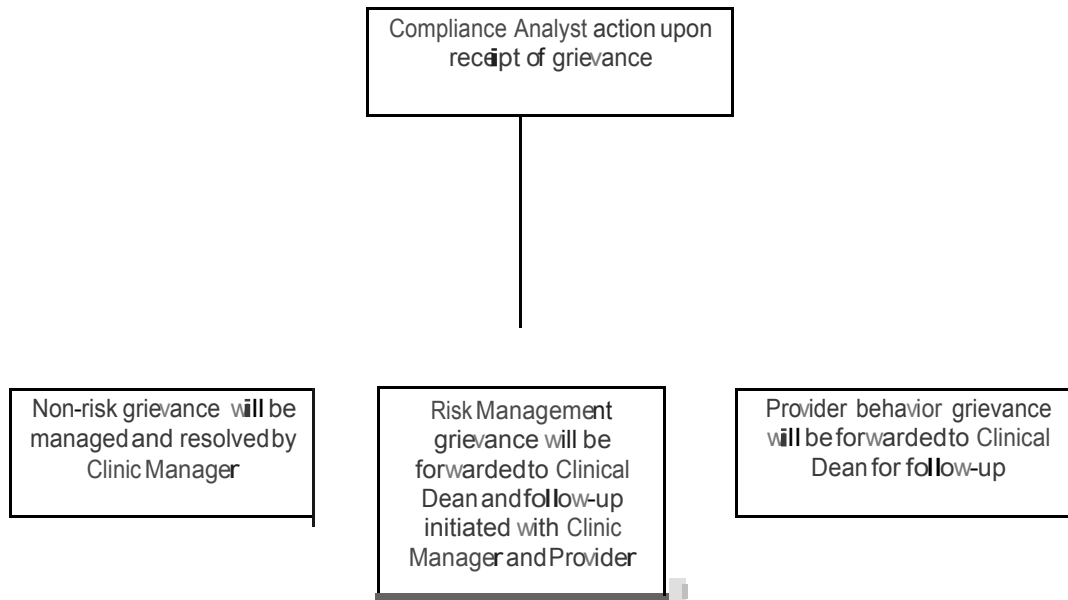 Compliance Analyst action upon
receipt of grievance
Non-risk grievance will be
managed and resolved by
Clinic Manager
Risk Management
grievance will be
forwarded to Clinical
Dean and follow-up
initiated with Clinic
Manager and Provider
Provider behavior grievance
will be forwarded to Clinical
Dean for follow-up